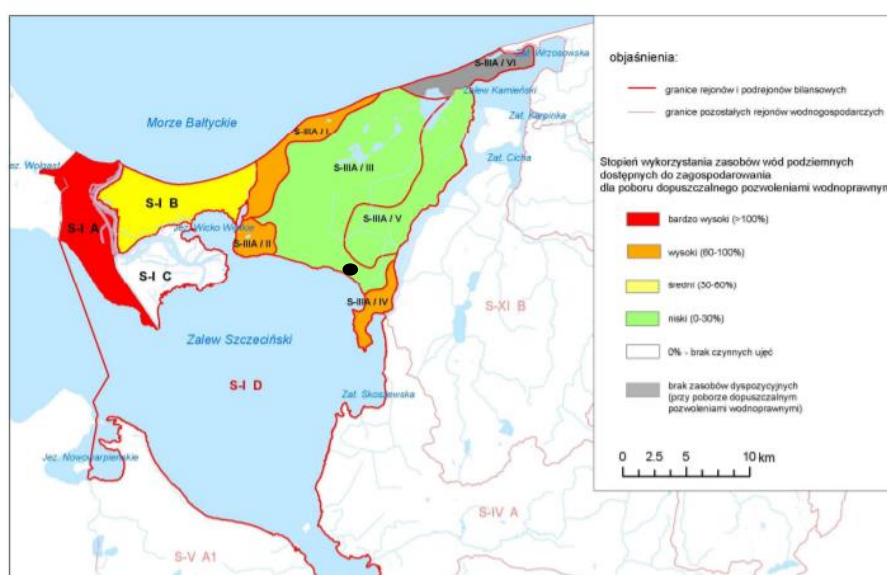 Zat. Wrzosowska
S-IIIA / VI
Zalew Kamieński
Morze Bałtyckie
S-IIIA / I
Zat. Karpinka
Jez. Wolgast
S-IIIA / III
Zat. Cicha
S-I B
S-I A
Jez. Wicko Wielkie
S-IIIA / V
S-IIIA / II
S-I C
S-IIIA / IV
S-XI B
Zalew Szczeciński
S-I D
Zat. Skoszewska
Jez. Nowowarpieńskie
S-IV A
S-V A1
objaśnienia:
granice rejonów i podrejonów bilansowych
granice pozostałych rejonów wodnogospodarczych
Stopień wykorzystania zasobów wód podziemnych
dostępnych do zagospodarowania
dla poboru dopuszczalnego pozwoleniami wodnoprawnym
bardzo wysoki (>100%)
wysoki (60-100%)
średni (30-60%)
niski (0-30%)
0% - brak czynnych ujęć
brak zasobów dyspozycyjnych
(przy poborze dopuszczalnym
pozwoleniami wodnoprawnymi)
0 2.5 5 10 km